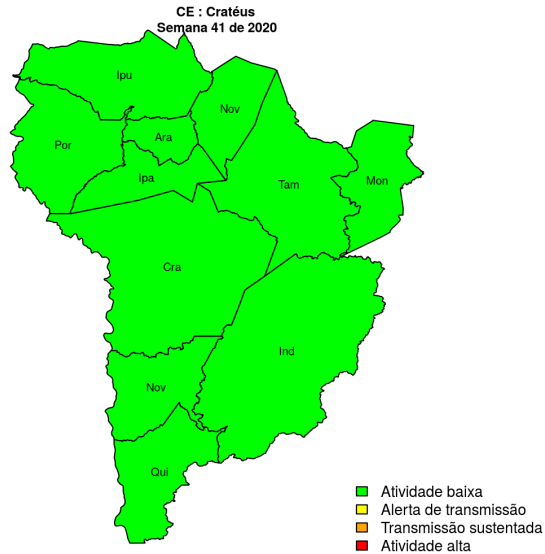 CE : Cratéus
Semana 41 de 2020
Ipu
Nov
Por
Ara
Ipa
Tam
Mon
Cra
Ind
Nov
Qui
Atividade baixa
Alerta de transmissão
Transmissão sustentada
Atividade alta